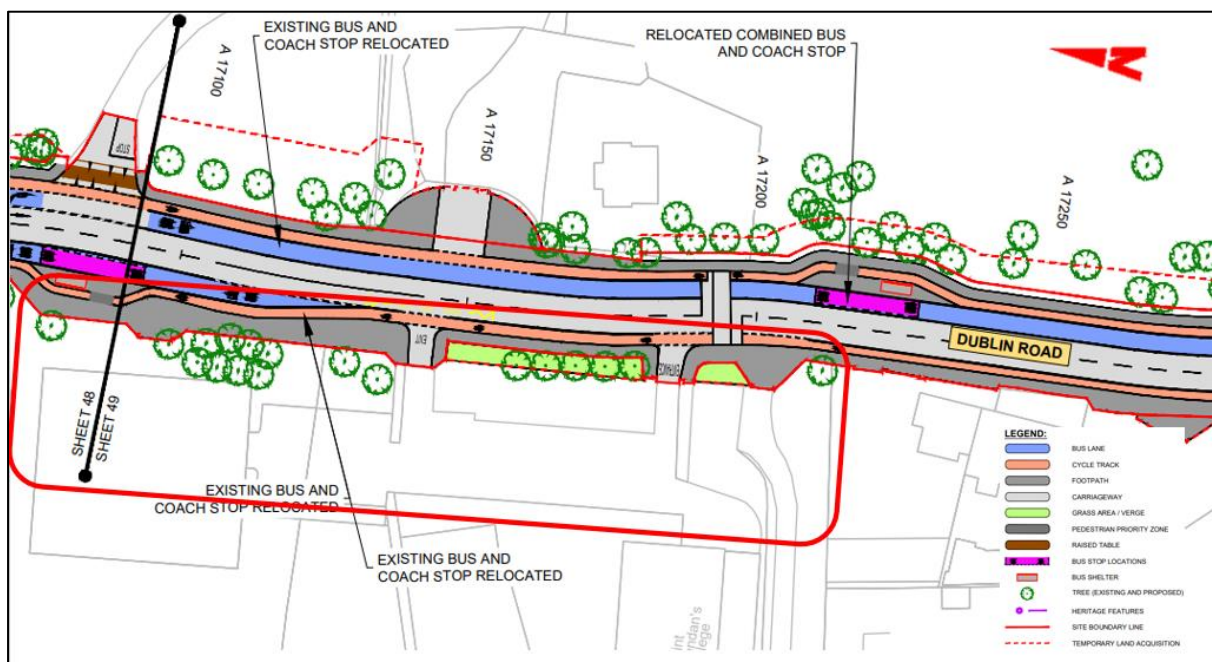 EXISTING BUS AND
COACH STOP RELOCATED
RELOCATED COMBINED BUS
AND COACH STOP
A 17100
A 17150
A 17200
A 17250
STOP
DUBLIN ROAD
EXIT
ENTRANCE
SHEET 48
SHEET 49
EXISTING BUS AND
COACH STOP RELOCATED
EXISTING BUS AND
COACH STOP RELOCATED
LEGEND:
BUS LANE
CYCLE TRACK
FOOTPATH
CARRIAGEWAY
GRASS AREA / VERGE
PEDESTRIAN PRIORITY ZONE
RAISED TABLE
BUS STOP LOCATIONS
BUS SHELTER
TREE (EXISTING AND PROPOSED)
HERITAGE FEATURES
SITE BOUNDARY LINE
TEMPORARY LAND ACQUISITION